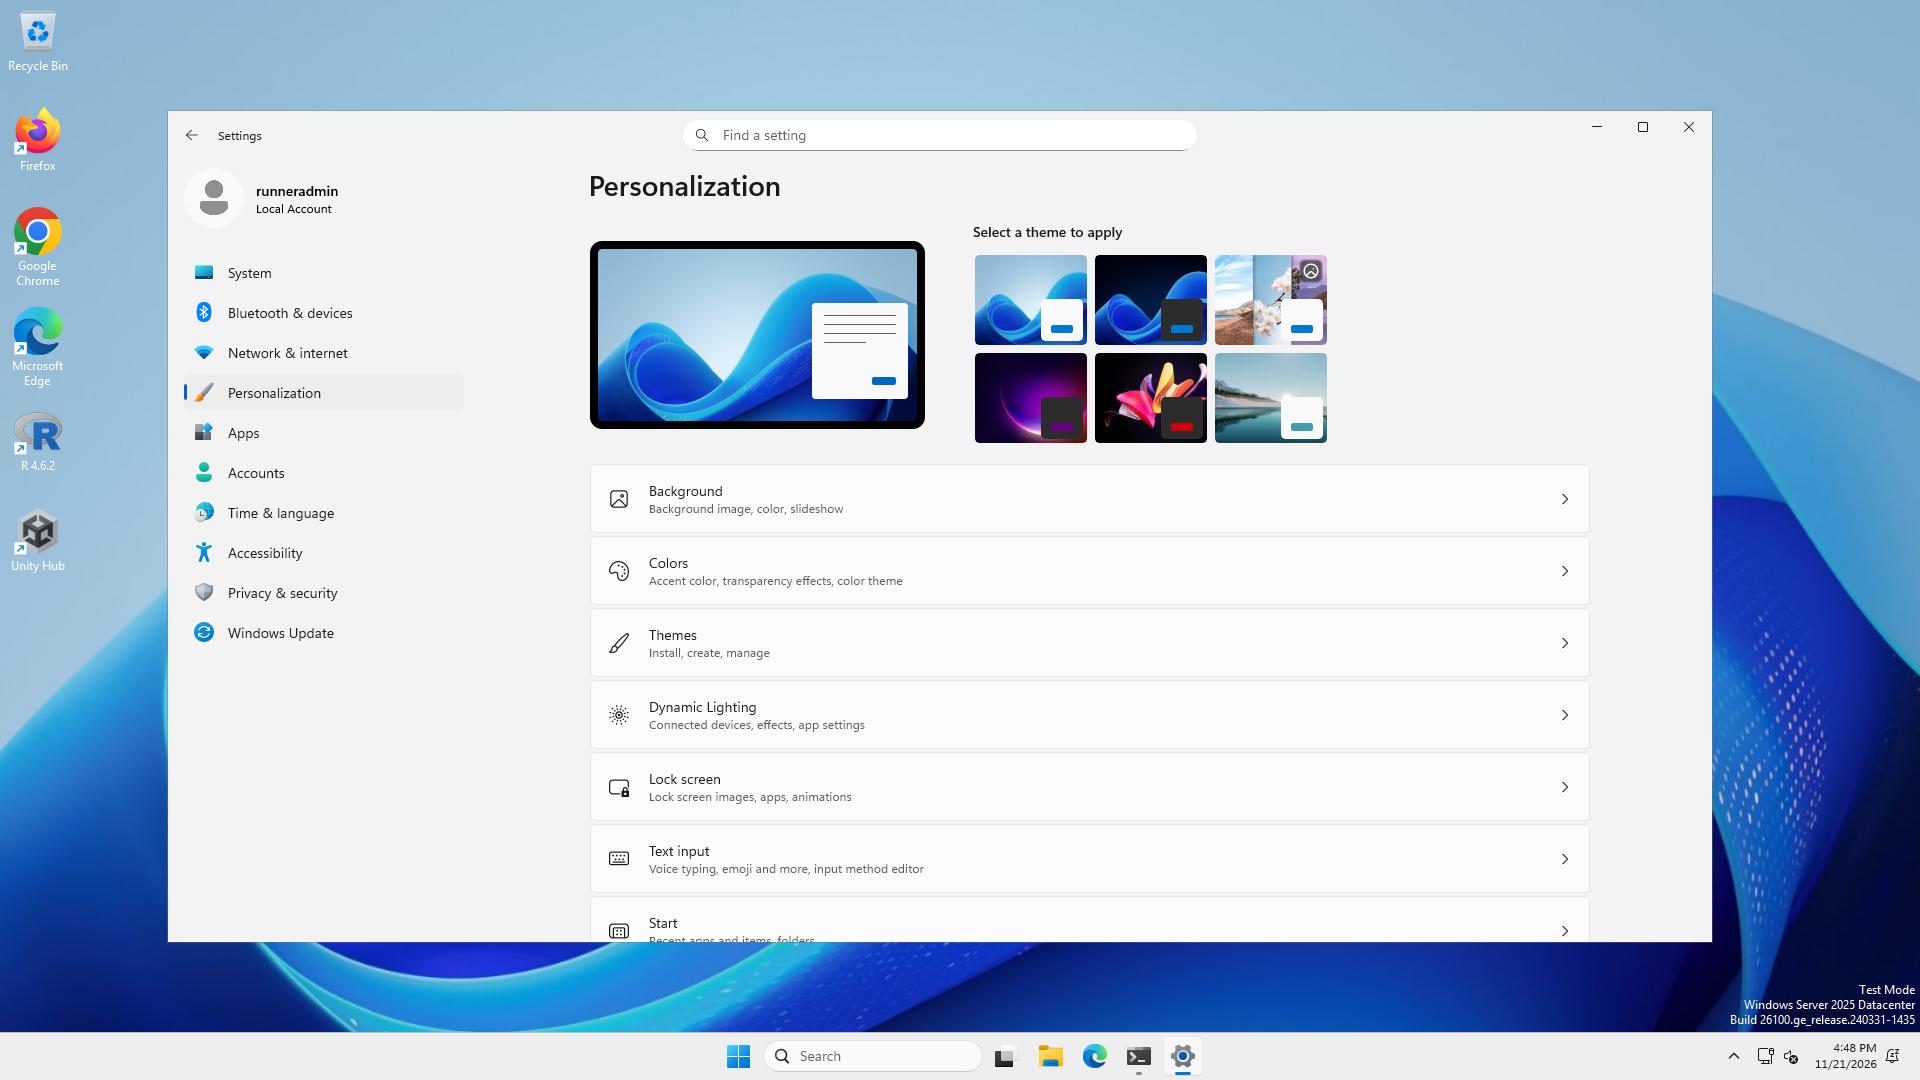 Recycle Bin
Firefox
Google
Chrome
Microsoft
Edge
R 4.6.2
Unity Hub
Settings
Find a setting
runneradmin
Local Account
System
Bluetooth & devices
Network & internet
Personalization
Apps
Accounts
Time & language
Accessibility
Privacy & security
Windows Update
Personalization
Select a theme to apply
Background
Background image, color, slideshow
Colors
Accent color, transparency effects, color theme
Themes
Install, create, manage
Dynamic Lighting
Connected devices, effects, app settings
Lock screen
Lock screen images, apps, animations
Text input
Voice typing, emoji and more, input method editor
Start
Recent apps and items, folders
Test Mode
Windows Server 2025 Datacenter
Build 26100.ge_release.240331-1435
Search
4:48 PM
11/21/2026